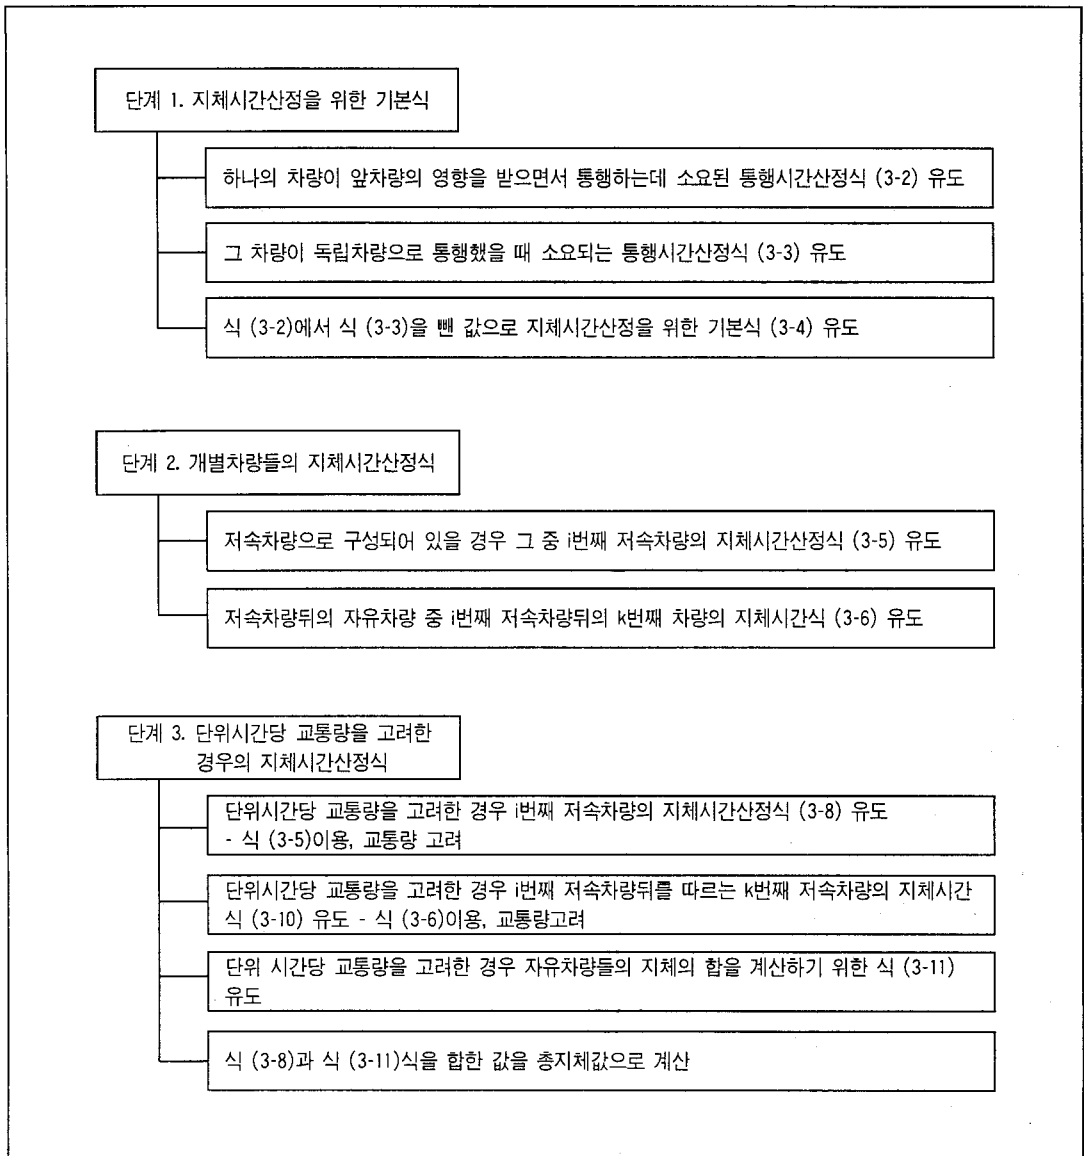 단계 1. 지체시간산정을 위한 기본식
하나의 차량이 앞차량의 영향을 받으면서 통행하는데 소요된 통행시간산정식 (3-2) 유도
그 차량이 독립차량으로 통행했을 때 소요되는 통행시간산정식 (3-3) 유도
식 (3-2)에서 식 (3-3)을 뺀 값으로 지체시간산정을 위한 기본식 (3-4) 유도
단계 2. 개별차량들의 지체시간산정식
저속차량으로 구성되어 있을 경우 그 중 i번째 저속차량의 지체시간산정식 (3-5) 유도
저속차량뒤의 자유차량 중 i번째 저속차량뒤의 k번째 차량의 지체시간식 (3-6) 유도
단계 3. 단위시간당 교통량을 고려한
경우의 지체시간산정식
단위시간당 교통량을 고려한 경우 i번째 저속차량의 지체시간산정식 (3-8) 유도
- 식 (3-5)이용, 교통량 고려
단위시간당 교통량을 고려한 경우 i번째 저속차량뒤를 따르는 k번째 저속차량의 지체시간
식 (3-10) 유도 - 식 (3-6)이용, 교통량고려
단위 시간당 교통량을 고려한 경우 자유차량들의 지체의 합을 계산하기 위한 식 (3-11)
유도
식 (3-8)과 식 (3-11)식을 합한 값을 총지체값으로 계산